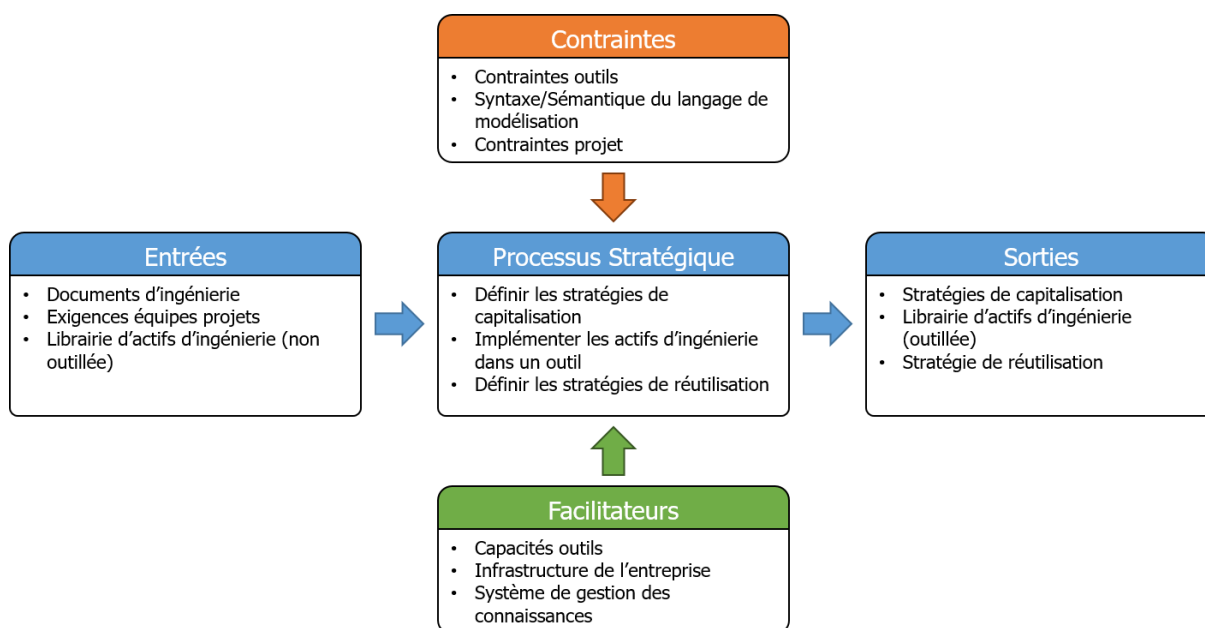 Contraintes
• Contraintes outils
• Syntaxe/Sémantique du langage de
modélisation
• Contraintes projet
Entrées
• Documents d’ingénierie
• Exigences équipes projets
• Librairie d’actifs d’ingénierie (non
outillée)
Processus Stratégique
• Définir les stratégies de
capitalisation
• Implémenter les actifs d’ingénierie
dans un outil
• Définir les stratégies de réutilisation
Sorties
• Stratégies de capitalisation
• Librairie d’actifs d’ingénierie
(outillée)
• Stratégie de réutilisation
Facilitateurs
• Capacités outils
• Infrastructure de l’entreprise
• Système de gestion des
connaissances